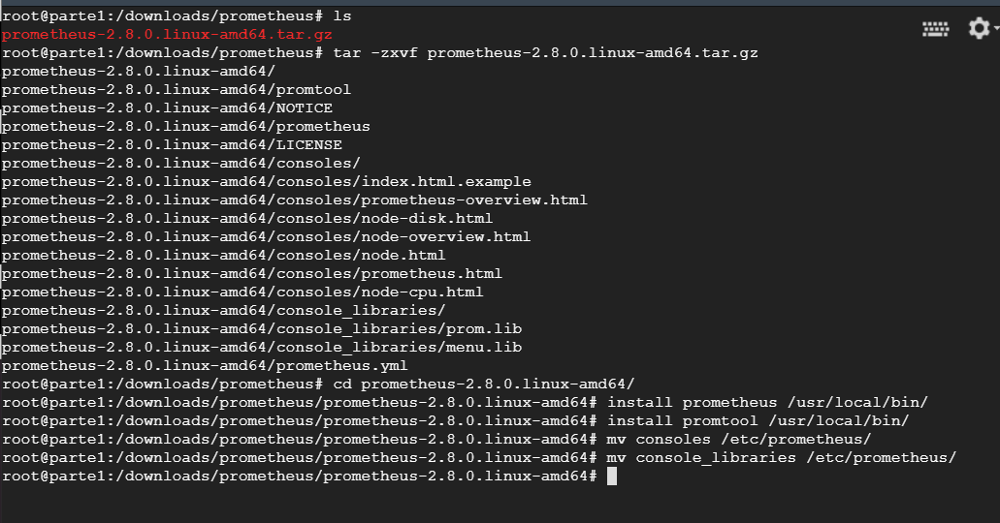 root@parte1:/downloads/prometheus# ls
prometheus-2.8.0.linux-amd64.tar.gz
root@parte1:/downloads/prometheus# tar -zxvf prometheus-2.8.0.linux-amd64.tar.gz
prometheus-2.8.0.linux-amd64/
prometheus-2.8.0.linux-amd64/promtool
prometheus-2.8.0.linux-amd64/NOTICE
prometheus-2.8.0.linux-amd64/prometheus
prometheus-2.8.0.linux-amd64/LICENSE
prometheus-2.8.0.linux-amd64/consoles/
prometheus-2.8.0.linux-amd64/consoles/index.html.example
prometheus-2.8.0.linux-amd64/consoles/prometheus-overview.html
prometheus-2.8.0.linux-amd64/consoles/node-disk.html
prometheus-2.8.0.linux-amd64/consoles/node-overview.html
prometheus-2.8.0.linux-amd64/consoles/node.html
prometheus-2.8.0.linux-amd64/consoles/prometheus.html
prometheus-2.8.0.linux-amd64/consoles/node-cpu.html
prometheus-2.8.0.linux-amd64/console_libraries/
prometheus-2.8.0.linux-amd64/console_libraries/prom.lib
prometheus-2.8.0.linux-amd64/console_libraries/menu.lib
prometheus-2.8.0.linux-amd64/prometheus.yml
root@parte1:/downloads/prometheus# cd prometheus-2.8.0.linux-amd64/
root@parte1:/downloads/prometheus/prometheus-2.8.0.linux-amd64# install prometheus /usr/local/bin/
root@parte1:/downloads/prometheus/prometheus-2.8.0.linux-amd64# install promtool /usr/local/bin/
root@parte1:/downloads/prometheus/prometheus-2.8.0.linux-amd64# mv consoles /etc/prometheus/
root@parte1:/downloads/prometheus/prometheus-2.8.0.linux-amd64# mv console_libraries /etc/prometheus/
root@parte1:/downloads/prometheus/prometheus-2.8.0.linux-amd64#